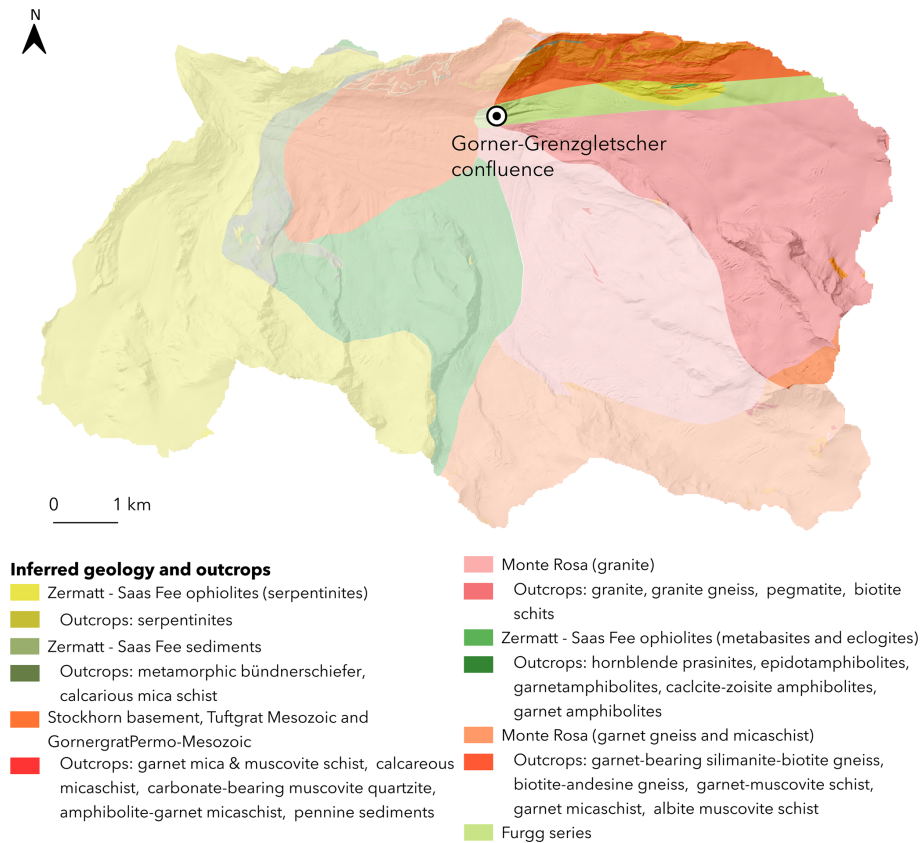 N
Gorner-Grenzgletscher
confluence
0 1 km
Inferred geology and outcrops
Zermatt - Saas Fee ophiolites (serpentinites)
Outcrops: serpentinites
Zermatt - Saas Fee sediments
Outcrops: metamorphic bündnerschiefer,
calcarious mica schist
Stockhorn basement, Tuftgrat Mesozoic and
GornergratPermo-Mesozoic
Outcrops: garnet mica & muscovite schist, calcareous
micaschist, carbonate-bearing muscovite quartzite,
amphibolite-garnet micaschist, pennine sediments
Monte Rosa (granite)
Outcrops: granite, granite gneiss, pegmatite, biotite
schits
Zermatt - Saas Fee ophiolites (metabasites and eclogites)
Outcrops: hornblende prasinites, epidotamphibolites,
garnetamphibolites, caclcite-zoisite amphibolites,
garnet amphibolites
Monte Rosa (garnet gneiss and micaschist)
Outcrops: garnet-bearing silimanite-biotite gneiss,
biotite-andesine gneiss, garnet-muscovite schist,
garnet micaschist, albite muscovite schist
Furgg series